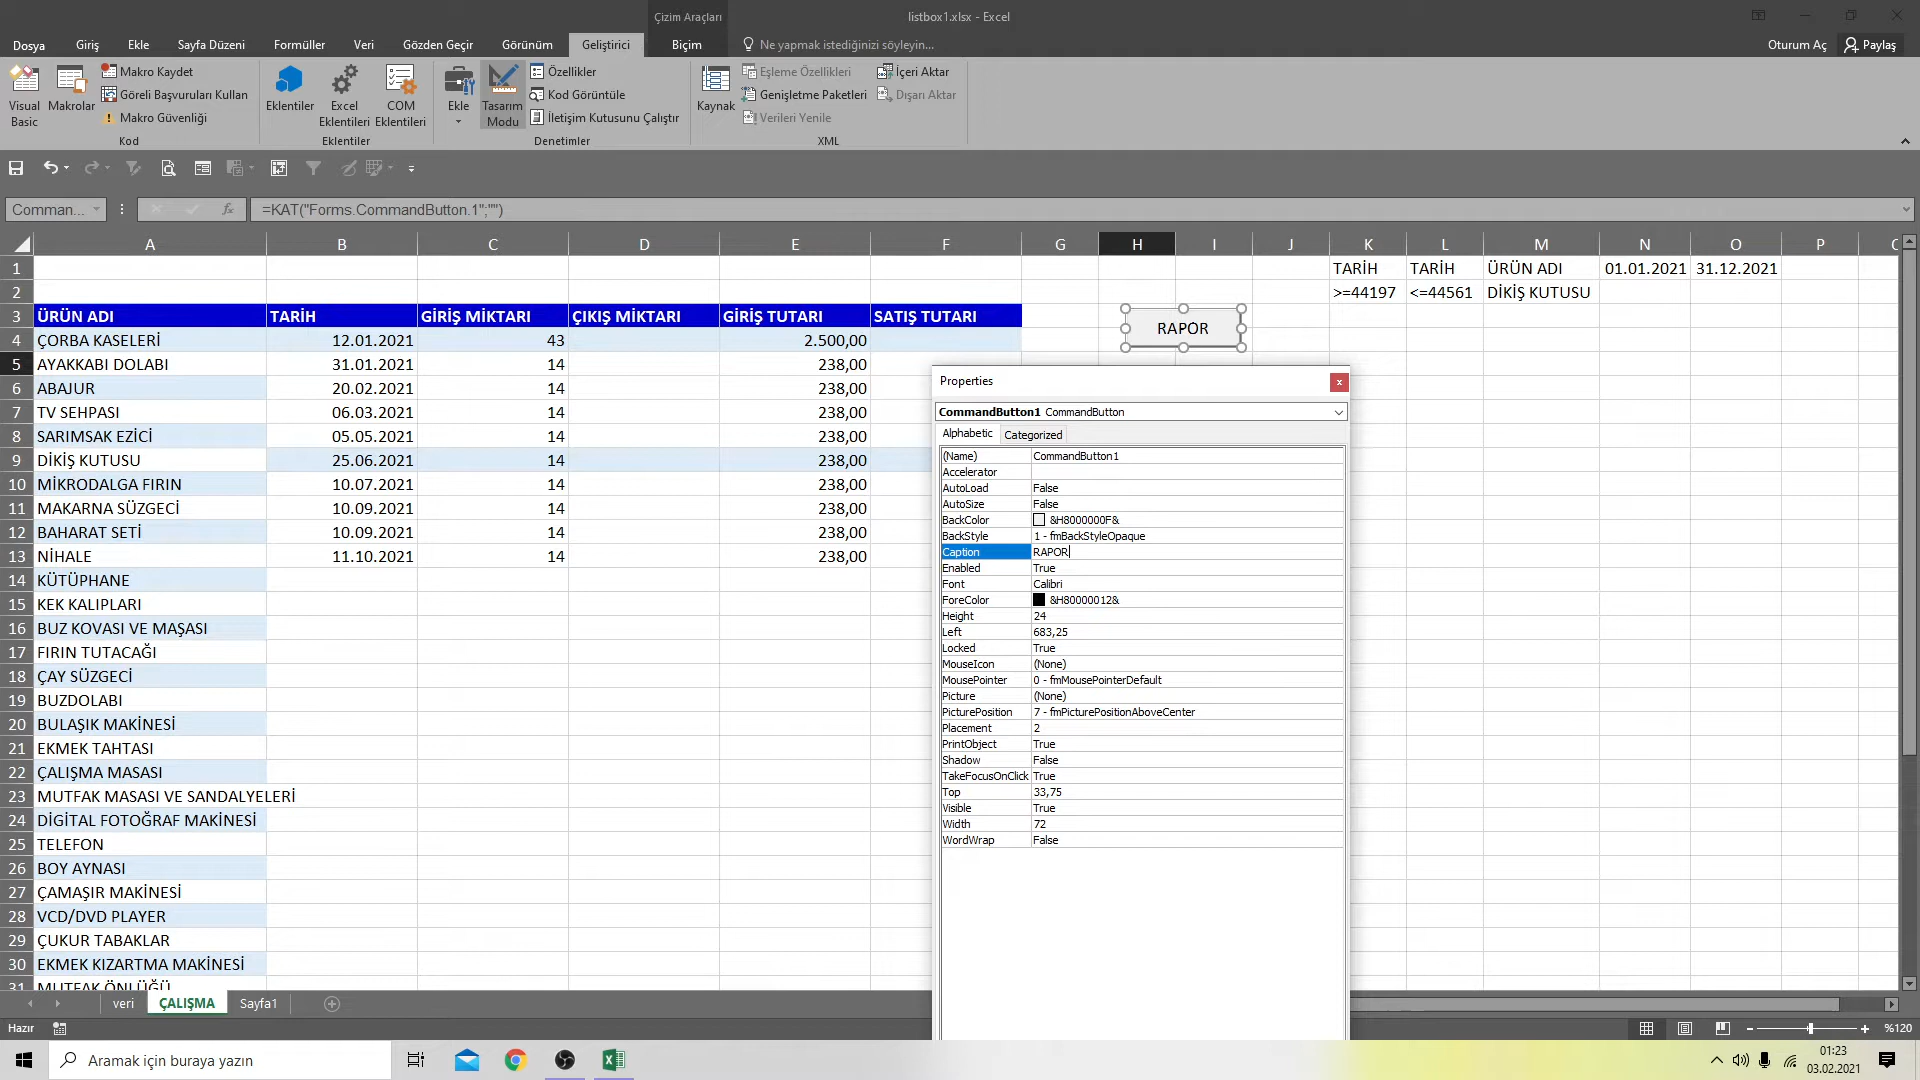 Çizim Araçları
listbox1.xlsx - Excel
Dosya Giriş Ekle Sayfa Düzeni Formüller Veri Gözden Geçir Görünüm Geliştirici Biçim Ne yapmak istediğinizi söyleyin... Oturum Aç Paylaş
Visual Basic
Makrolar
Makro Kaydet
Göreli Başvuruları Kullan
Makro Güvenliği
Kod
Eklentiler
Excel Eklentileri
COM Eklentileri
Eklentiler
Ekle
Tasarım Modu
Özellikler
Kod Görüntüle
İletişim Kutusunu Çalıştır
Denetimler
Kaynak
Eşleme Özellikleri
Genişletme Paketleri
Verileri Yenile
İçeri Aktar
Dışarı Aktar
XML
Comman... fx =KAT("Forms.CommandButton.1";"")
A B C D E F G H I J K L M N O P
1 TARİH TARİH ÜRÜN ADI 01.01.2021 31.12.2021
2 >=44197 <=44561 DİKİŞ KUTUSU
3 ÜRÜN ADI TARİH GİRİŞ MİKTARI ÇIKIŞ MİKTARI GİRİŞ TUTARI SATIŞ TUTARI
RAPOR
4 ÇORBA KASELERİ 12.01.2021 43 2.500,00
5 AYAKKABI DOLABI 31.01.2021 14 238,00
6 ABAJUR 20.02.2021 14 238,00
7 TV SEHPASI 06.03.2021 14 238,00
8 SARIMSAK EZİCİ 05.05.2021 14 238,00
9 DİKİŞ KUTUSU 25.06.2021 14 238,00
10 MİKRODALGA FIRIN 10.07.2021 14 238,00
11 MAKARNA SÜZGECİ 10.09.2021 14 238,00
12 BAHARAT SETİ 10.09.2021 14 238,00
13 NİHALE 11.10.2021 14 238,00
14 KÜTÜPHANE
15 KEK KALIPLARI
16 BUZ KOVASI VE MAŞASI
17 FIRIN TUTACAĞI
18 ÇAY SÜZGECİ
19 BUZDOLABI
20 BULAŞIK MAKİNESİ
21 EKMEK TAHTASI
22 ÇALIŞMA MASASI
23 MUTFAK MASASI VE SANDALYELERİ
24 DİGİTAL FOTOĞRAF MAKİNESİ
25 TELEFON
26 BOY AYNASI
27 ÇAMAŞIR MAKİNESİ
28 VCD/DVD PLAYER
29 ÇUKUR TABAKLAR
30 EKMEK KIZARTMA MAKİNESİ
31 MUTFAK ÖNLÜĞÜ
Properties
x
CommandButton1 CommandButton
Alphabetic Categorized
(Name) CommandButton1
Accelerator
AutoLoad False
AutoSize False
BackColor &H8000000F&
BackStyle 1 - fmBackStyleOpaque
Caption RAPOR
Enabled True
Font Calibri
ForeColor &H80000012&
Height 24
Left 683,25
Locked True
MouseIcon (None)
MousePointer 0 - fmMousePointerDefault
Picture (None)
PicturePosition 7 - fmPicturePositionAboveCenter
Placement 2
PrintObject True
Shadow False
TakeFocusOnClick True
Top 33,75
Visible True
Width 72
WordWrap False
veri ÇALIŞMA Sayfa1
Hazır
%120
Aramak için buraya yazın
01:23
03.02.2021